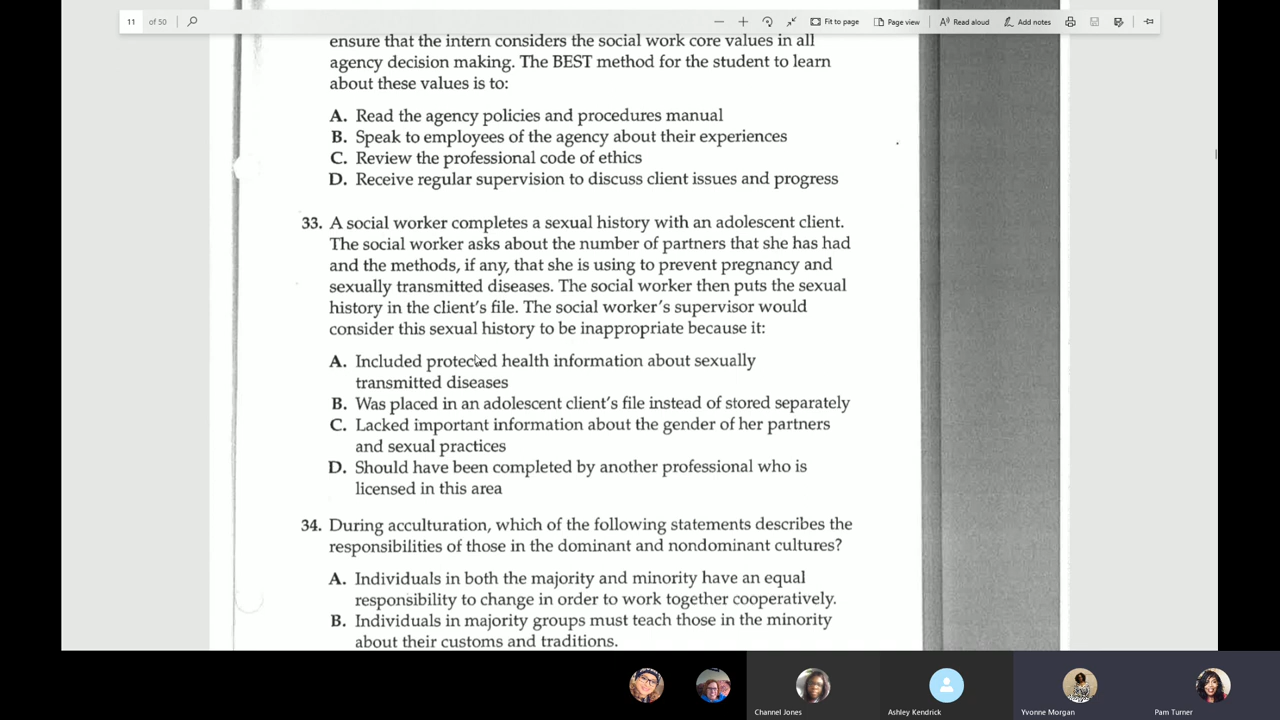 11 of 50
Fit to page
Page view
Read aloud
Add notes
ensure that the intern considers the social work core values in all
agency decision making. The BEST method for the student to learn
about these values is to:
A. Read the agency policies and procedures manual
B. Speak to employees of the agency about their experiences
C. Review the professional code of ethics
D. Receive regular supervision to discuss client issues and progress
33. A social worker completes a sexual history with an adolescent client.
The social worker asks about the number of partners that she has had
and the methods, if any, that she is using to prevent pregnancy and
sexually transmitted diseases. The social worker then puts the sexual
history in the client's file. The social worker's supervisor would
consider this sexual history to be inappropriate because it:
A. Included protected health information about sexually
transmitted diseases
B. Was placed in an adolescent client's file instead of stored separately
C. Lacked important information about the gender of her partners
and sexual practices
D. Should have been completed by another professional who is
licensed in this area
34. During acculturation, which of the following statements describes the
responsibilities of those in the dominant and nondominant cultures?
A. Individuals in both the majority and minority have an equal
responsibility to change in order to work together cooperatively.
B. Individuals in majority groups must teach those in the minority
about their customs and traditions.
Channel Jones
Ashley Kendrick
Yvonne Morgan
Pam Turner